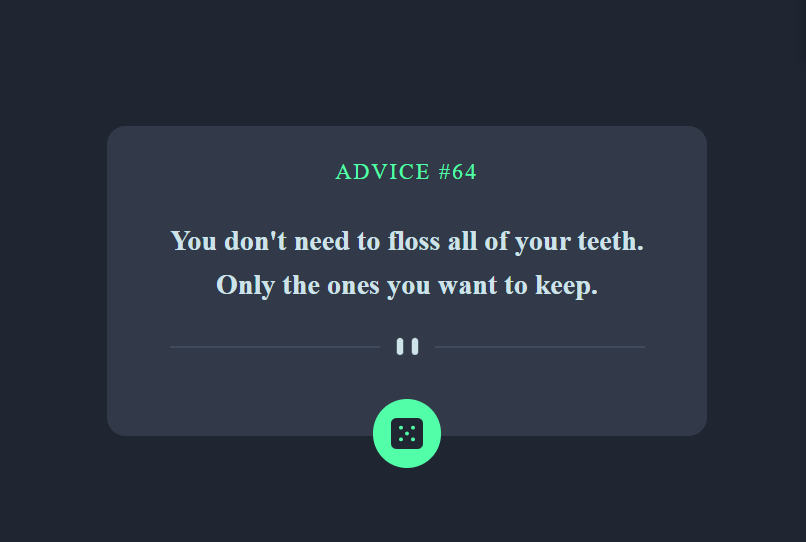 ADVICE #64
You don't need to floss all of your teeth.
Only the ones you want to keep.